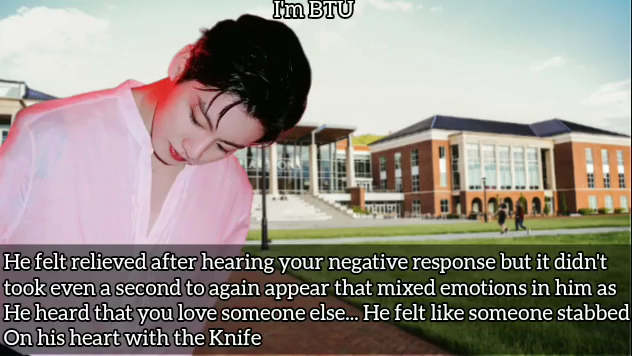 I'm BTU
He felt relieved after hearing your negative response but it didn't
took even a second to again appear that mixed emotions in him as
He heard that you love someone else... He felt like someone stabbed
On his heart with the Knife